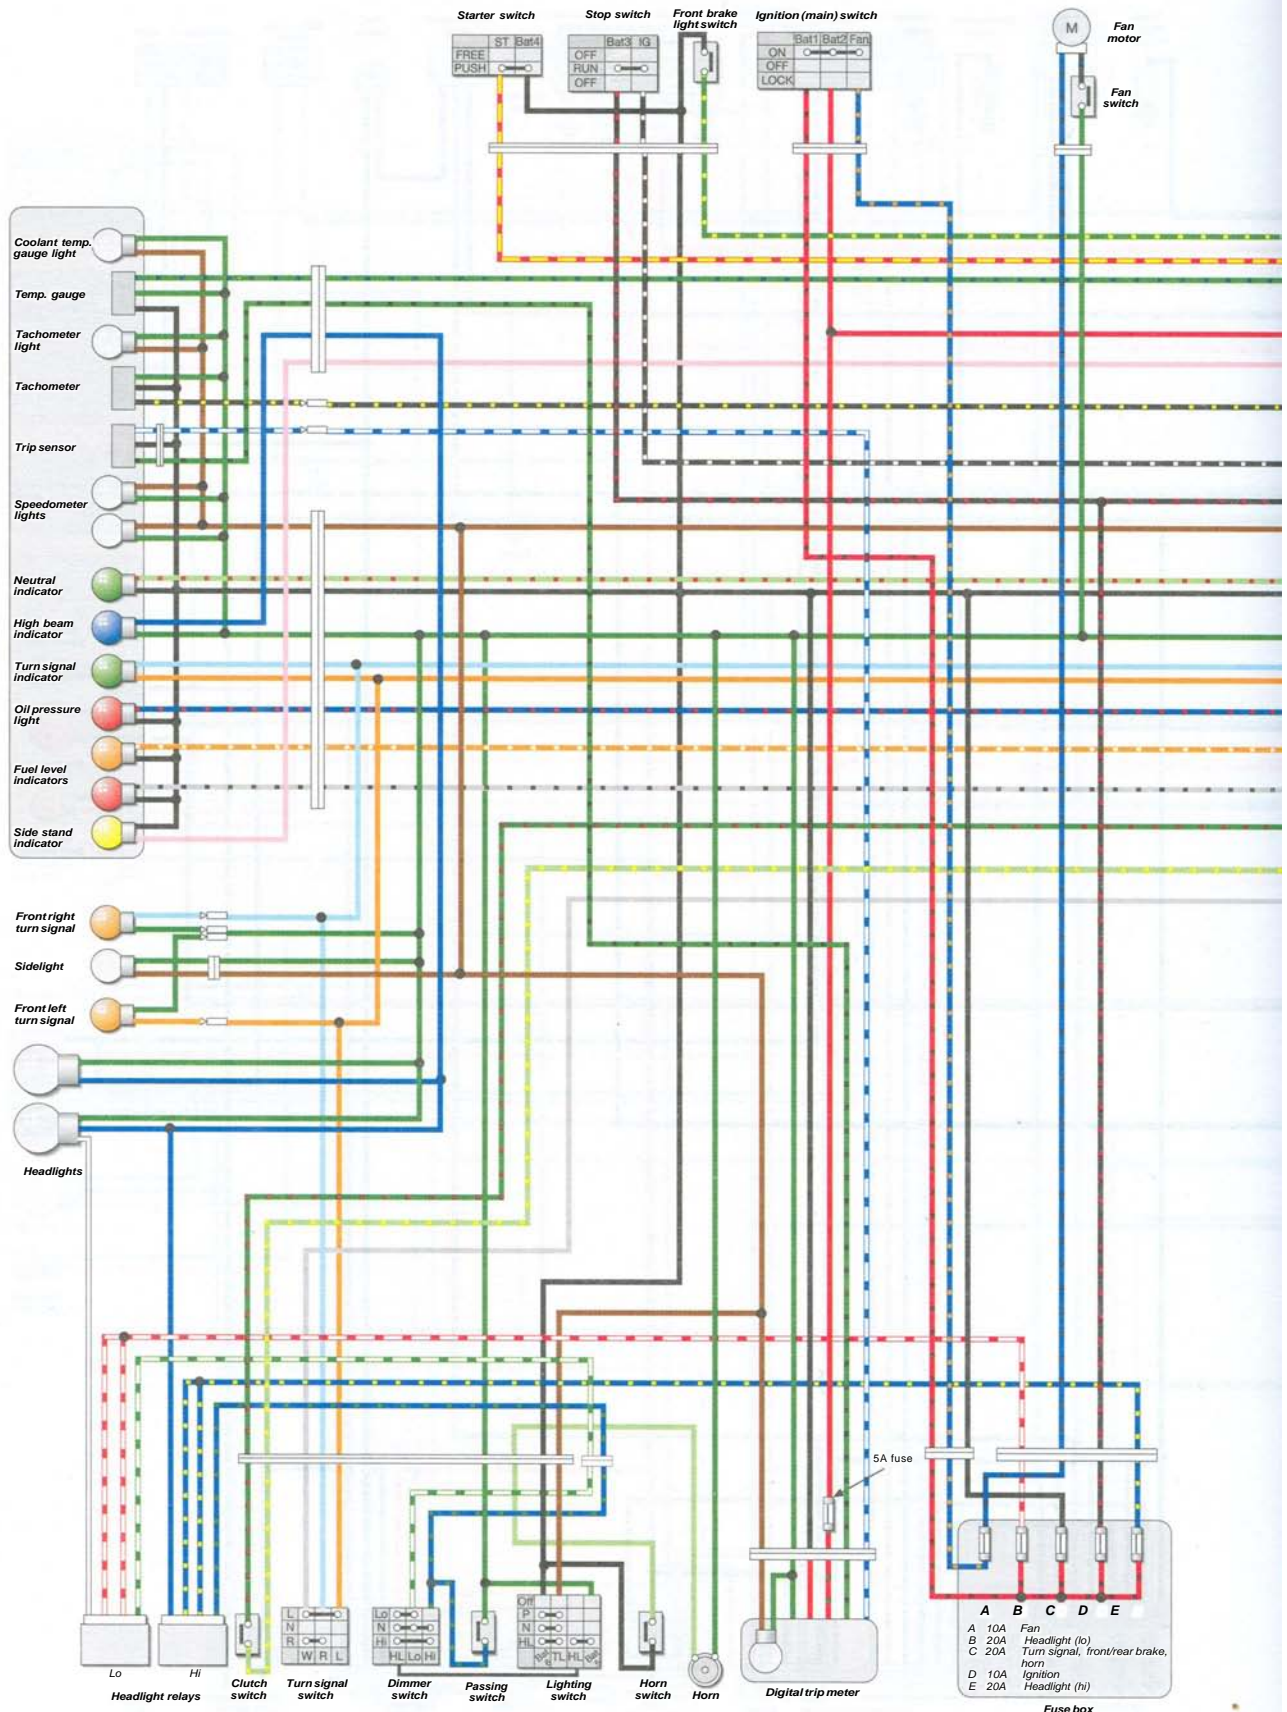 Starter switch
Stop switch
Front brake
light switch
Ignition (main) switch
Fan
motor
Fan
switch
ST Bat4
FREE
PUSH
Bat3 IG
OFF
RUN
OFF
Bat1 Bat2 Fan
ON
OFF
LOCK
M
Coolant temp.
gauge light
Temp. gauge
Tachometer
light
Tachometer
Trip sensor
Speedometer
lights
Neutral
indicator
High beam
indicator
Turn signal
indicator
Oil pressure
light
Fuel level
indicators
Side stand
indicator
Front right
turn signal
Sidelight
Front left
turn signal
Headlights
5A fuse
L
N
R
W R L
Lo
N
Hi
HL Lo Hi
Off
P
N
HL
TL HL
A B C D E
A 10A Fan
B 20A Headlight (lo)
C 20A Turn signal, front/rear brake,
horn
D 10A Ignition
E 20A Headlight (hi)
Lo
Hi
Headlight relays
Clutch
switch
Turn signal
switch
Dimmer
switch
Passing
switch
Lighting
switch
Horn
switch
Horn
Digital trip meter
Fuse box